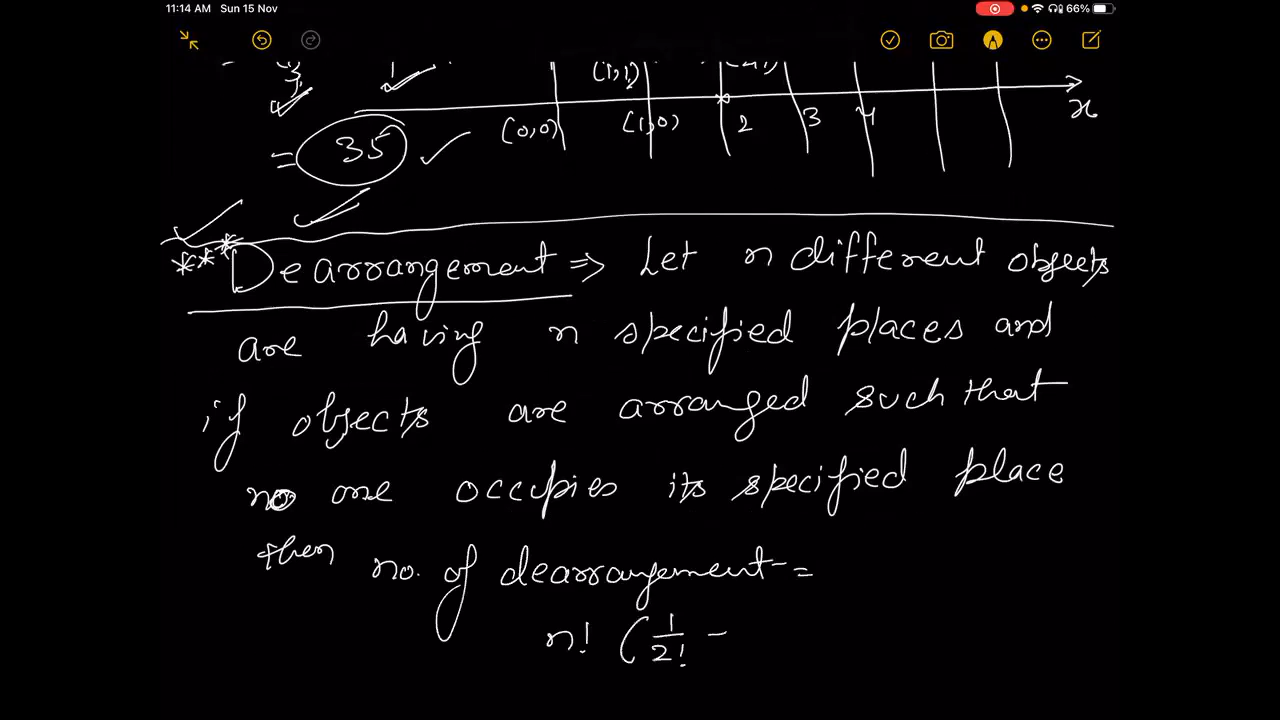 11:14 AM Sun 15 Nov 66%
(1,1)
(0,0) (1,0) 2 3 4 x
= 35
*** Dearrangement => Let n different objects
are having n specified places and
if objects are arranged such that
no one occupies its specified place
then no. of dearrangement =
n! (1/2! -